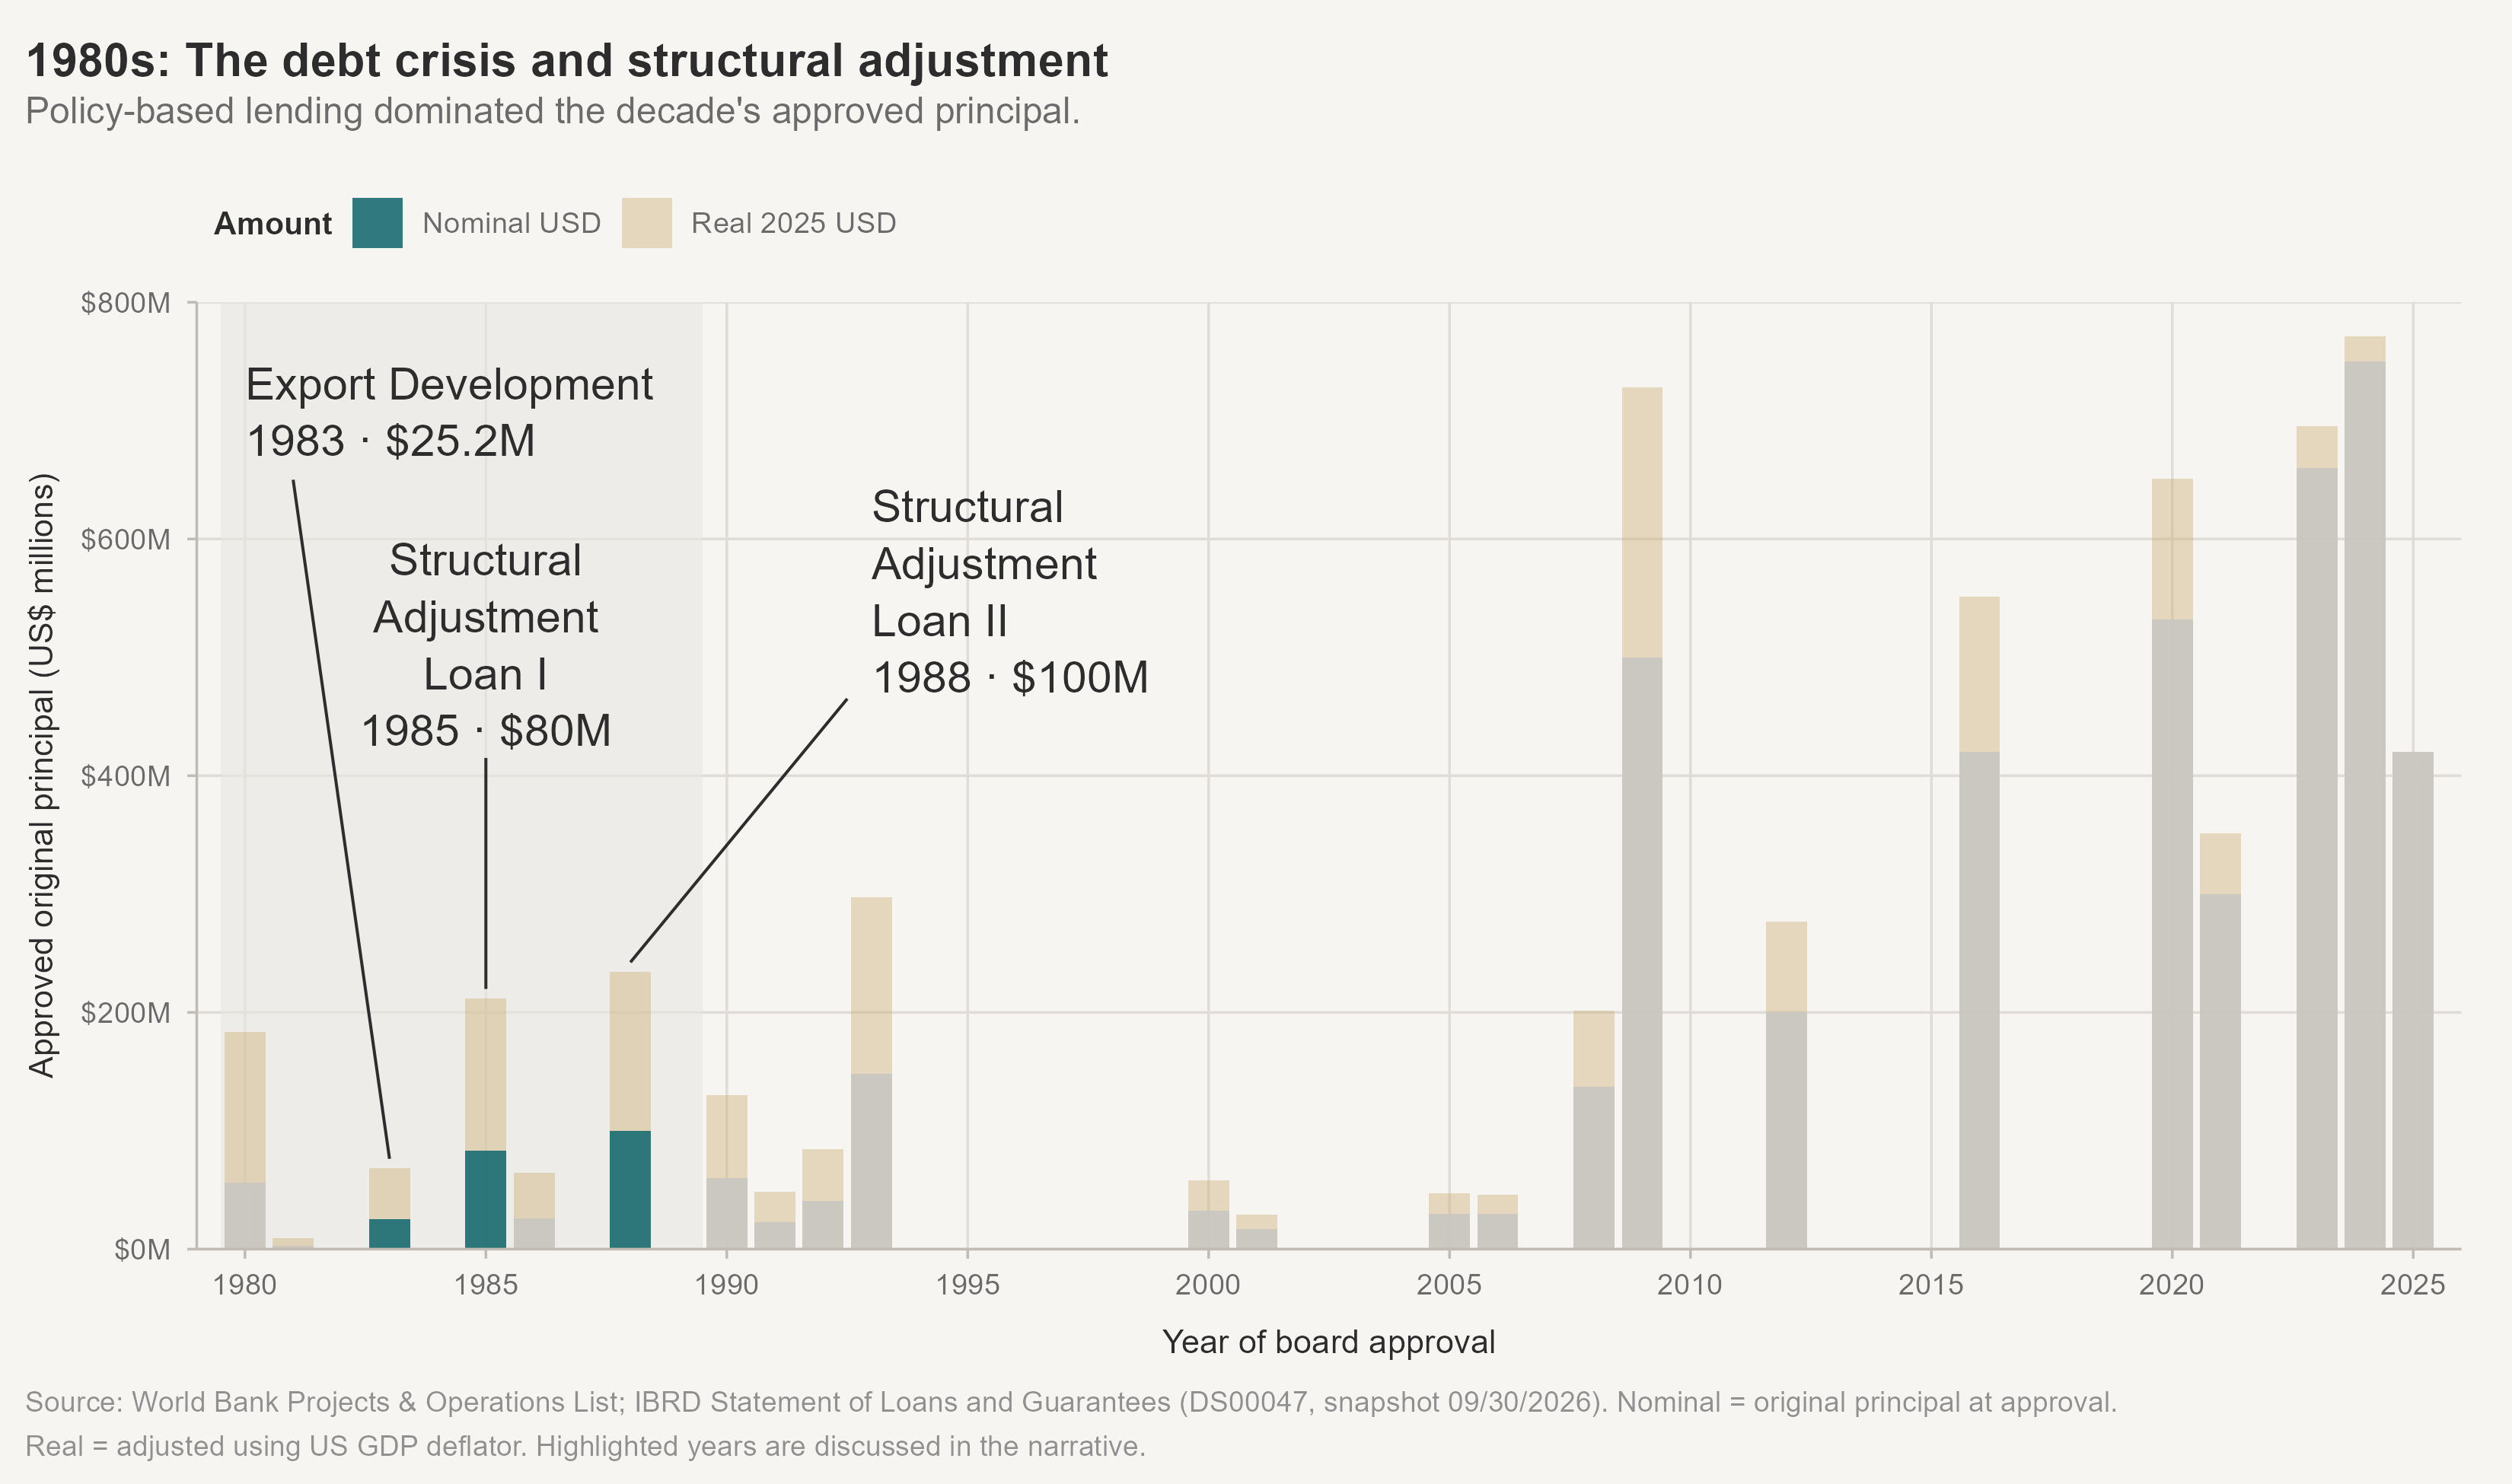 1980s: The debt crisis and structural adjustment
Policy-based lending dominated the decade's approved principal.
Amount
Nominal USD
Real 2025 USD
Approved original principal (US$ millions)
$800M
$600M
$400M
$200M
$0M
Export Development
1983 · $25.2M
Structural
Adjustment
Loan I
1985 · $80M
Structural
Adjustment
Loan II
1988 · $100M
1980
1985
1990
1995
2000
2005
2010
2015
2020
2025
Year of board approval
Source: World Bank Projects & Operations List; IBRD Statement of Loans and Guarantees (DS00047, snapshot 09/30/2026). Nominal = original principal at approval.
Real = adjusted using US GDP deflator. Highlighted years are discussed in the narrative.